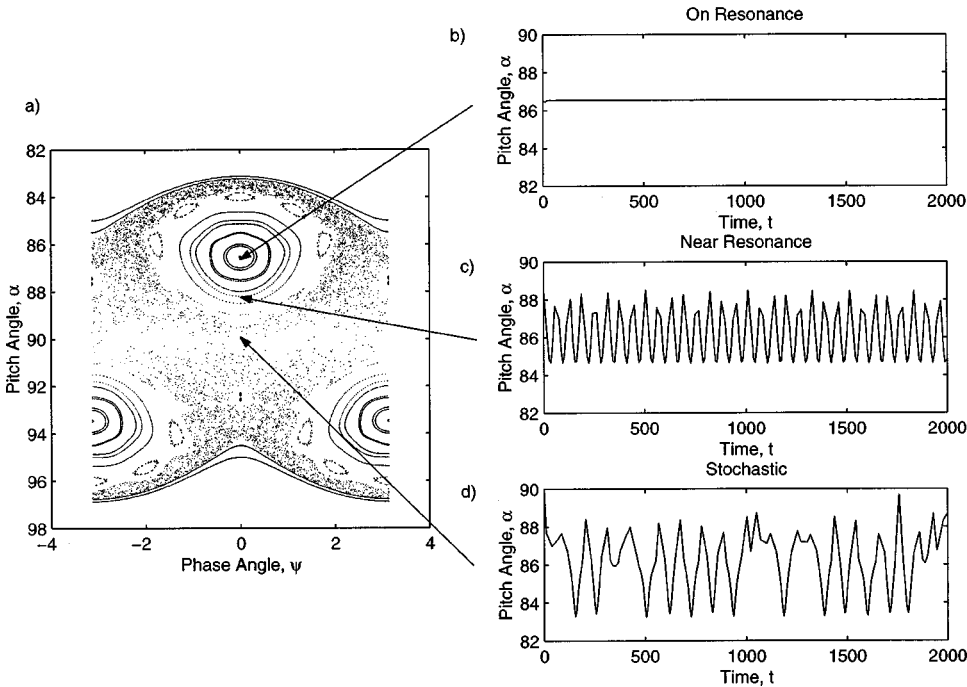 a)
82
84
86
88
90
92
94
96
98
Pitch Angle, α
−4 −2 0 2 4
Phase Angle, ψ
b)
On Resonance
90
88
86
84
82
Pitch Angle, α
0 500 1000 1500 2000
Time, t
c)
Near Resonance
90
88
86
84
82
Pitch Angle, α
0 500 1000 1500 2000
Time, t
d)
Stochastic
90
88
86
84
82
Pitch Angle, α
0 500 1000 1500 2000
Time, t